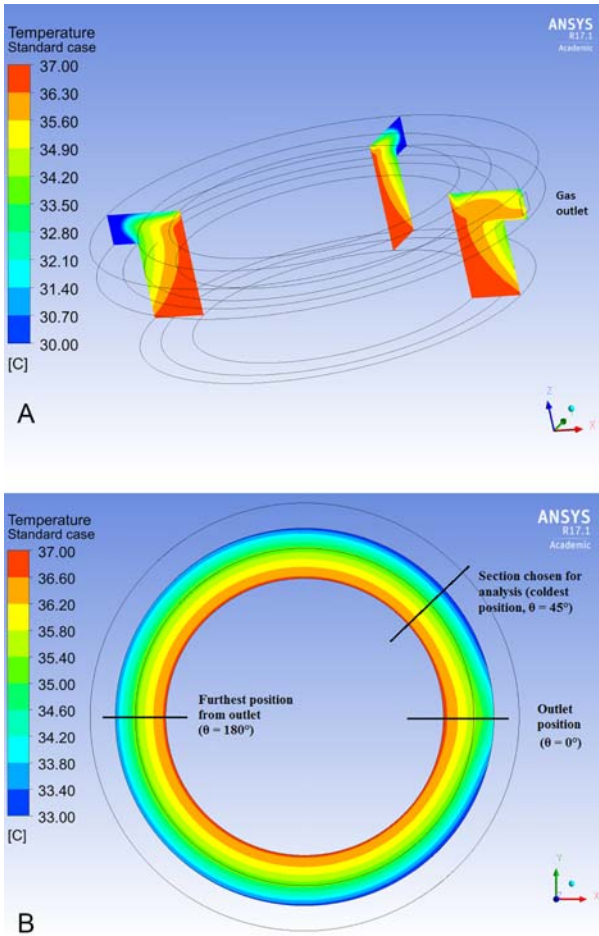 Temperature
Standard case
37.00
36.30
35.60
34.90
34.20
33.50
32.80
32.10
31.40
30.70
30.00
[C]
A
ANSYS
R17.1
Academic
Gas
outlet
Z
X
Temperature
Standard case
37.00
36.60
36.20
35.80
35.40
35.00
34.60
34.20
33.80
33.40
33.00
[C]
B
ANSYS
R17.1
Academic
Section chosen for
analysis (coldest
position, θ = 45°)
Furthest position
from outlet
(θ = 180°)
Outlet
position
(θ = 0°)
Y
Z
X